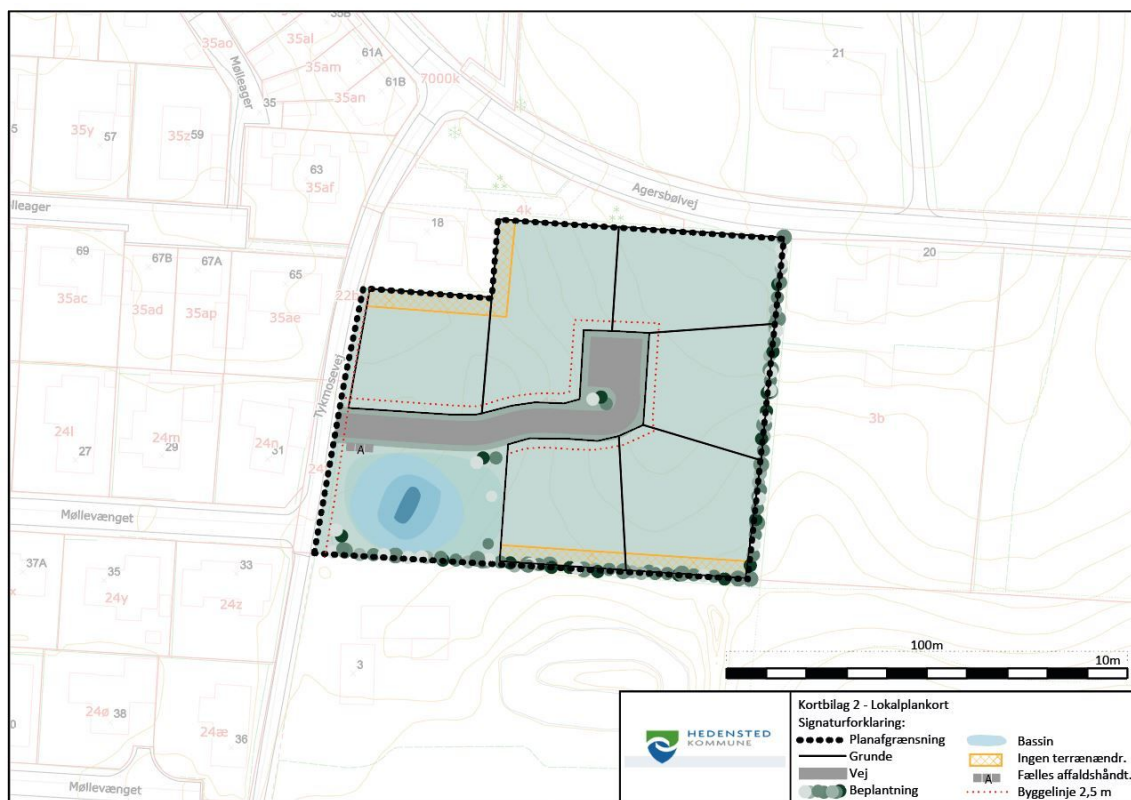 35B
35ao
35al
61A
21
Mølleager
35am
7000k
61B
35an
35
35y
57
35z
59
63
35af
Agersbølvej
4k
lleager
18
20
69
67B
67A
65
35ac
35ad
35ap
35ae
22h
Tykmosevej
3b
24l
24m
24n
27
29
31
A
Møllevænget
37A
35
33
24y
24z
3
100m
10m
24ø
38
24æ
36
Møllevænget
HEDENSTED
KOMMUNE
Kortbilag 2 - Lokalplankort
Signaturforklaring:
Planafgrænsning
Grunde
Vej
Beplantning
Bassin
Ingen terrænændr.
A Fælles affaldshåndt.
Byggelinje 2,5 m